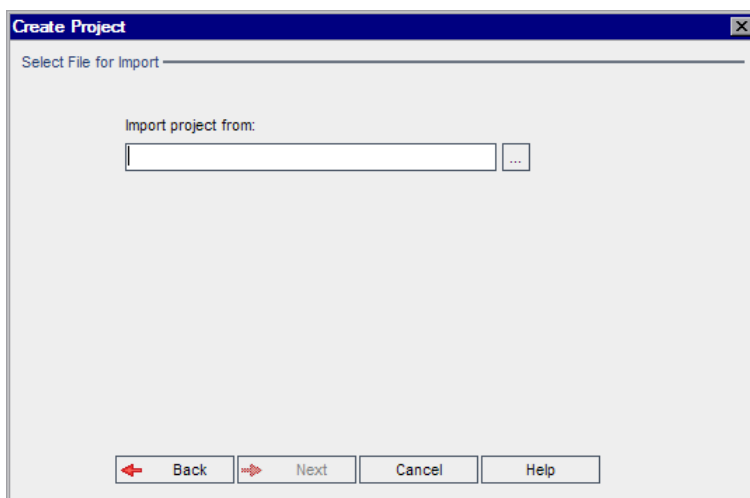 Create Project
Select File for Import
Import project from:
...
Back Next Cancel Help